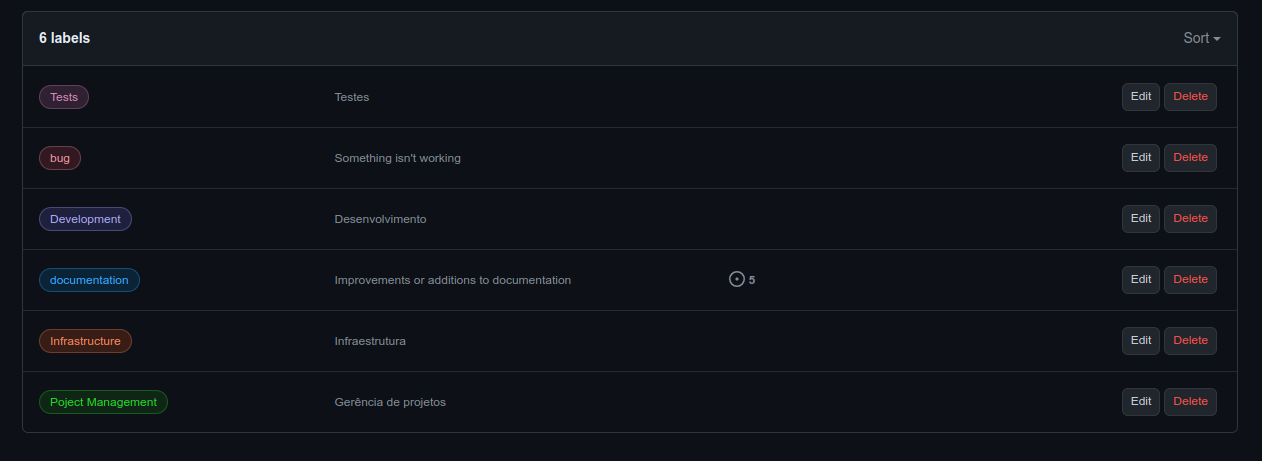 6 labels Sort
Tests Testes Edit Delete
bug Something isn't working Edit Delete
Development Desenvolvimento Edit Delete
documentation Improvements or additions to documentation 5 Edit Delete
Infrastructure Infraestrutura Edit Delete
Poject Management Gerência de projetos Edit Delete